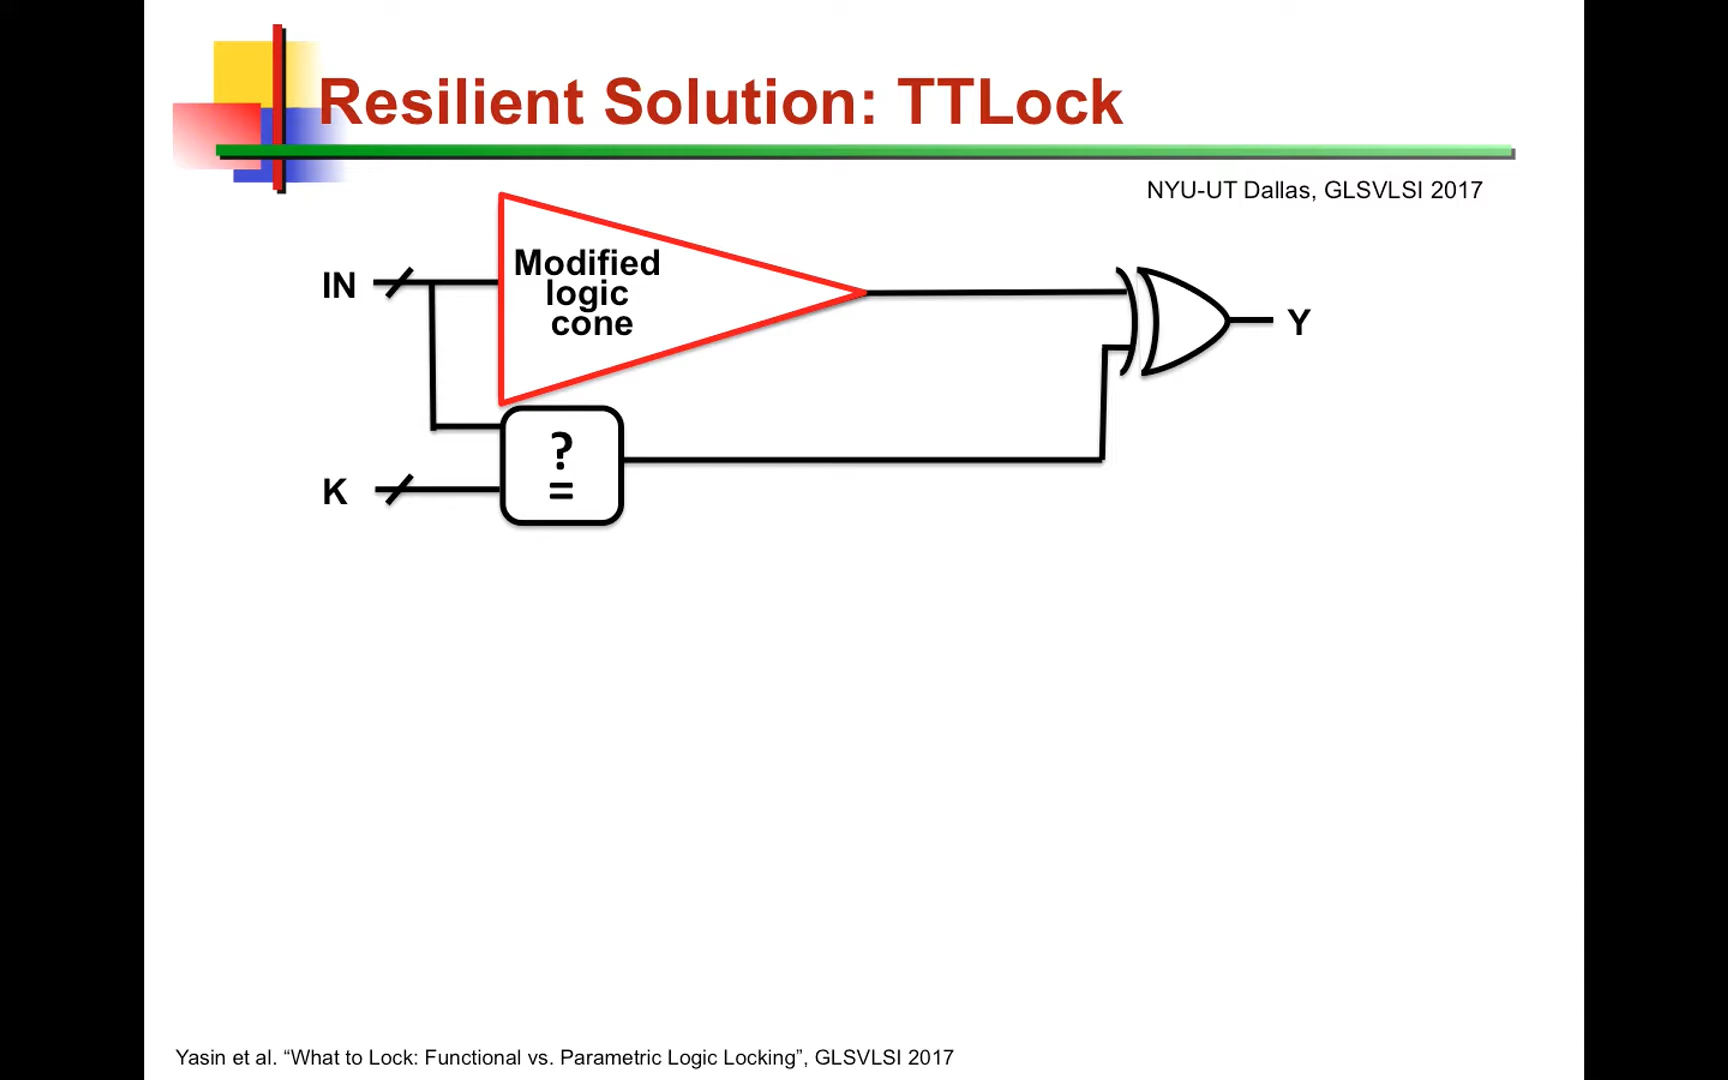 Resilient Solution: TTLock
NYU-UT Dallas, GLSVLSI 2017
Modified
logic
cone
IN
Y
?
=
K
Yasin et al. “What to Lock: Functional vs. Parametric Logic Locking”, GLSVLSI 2017